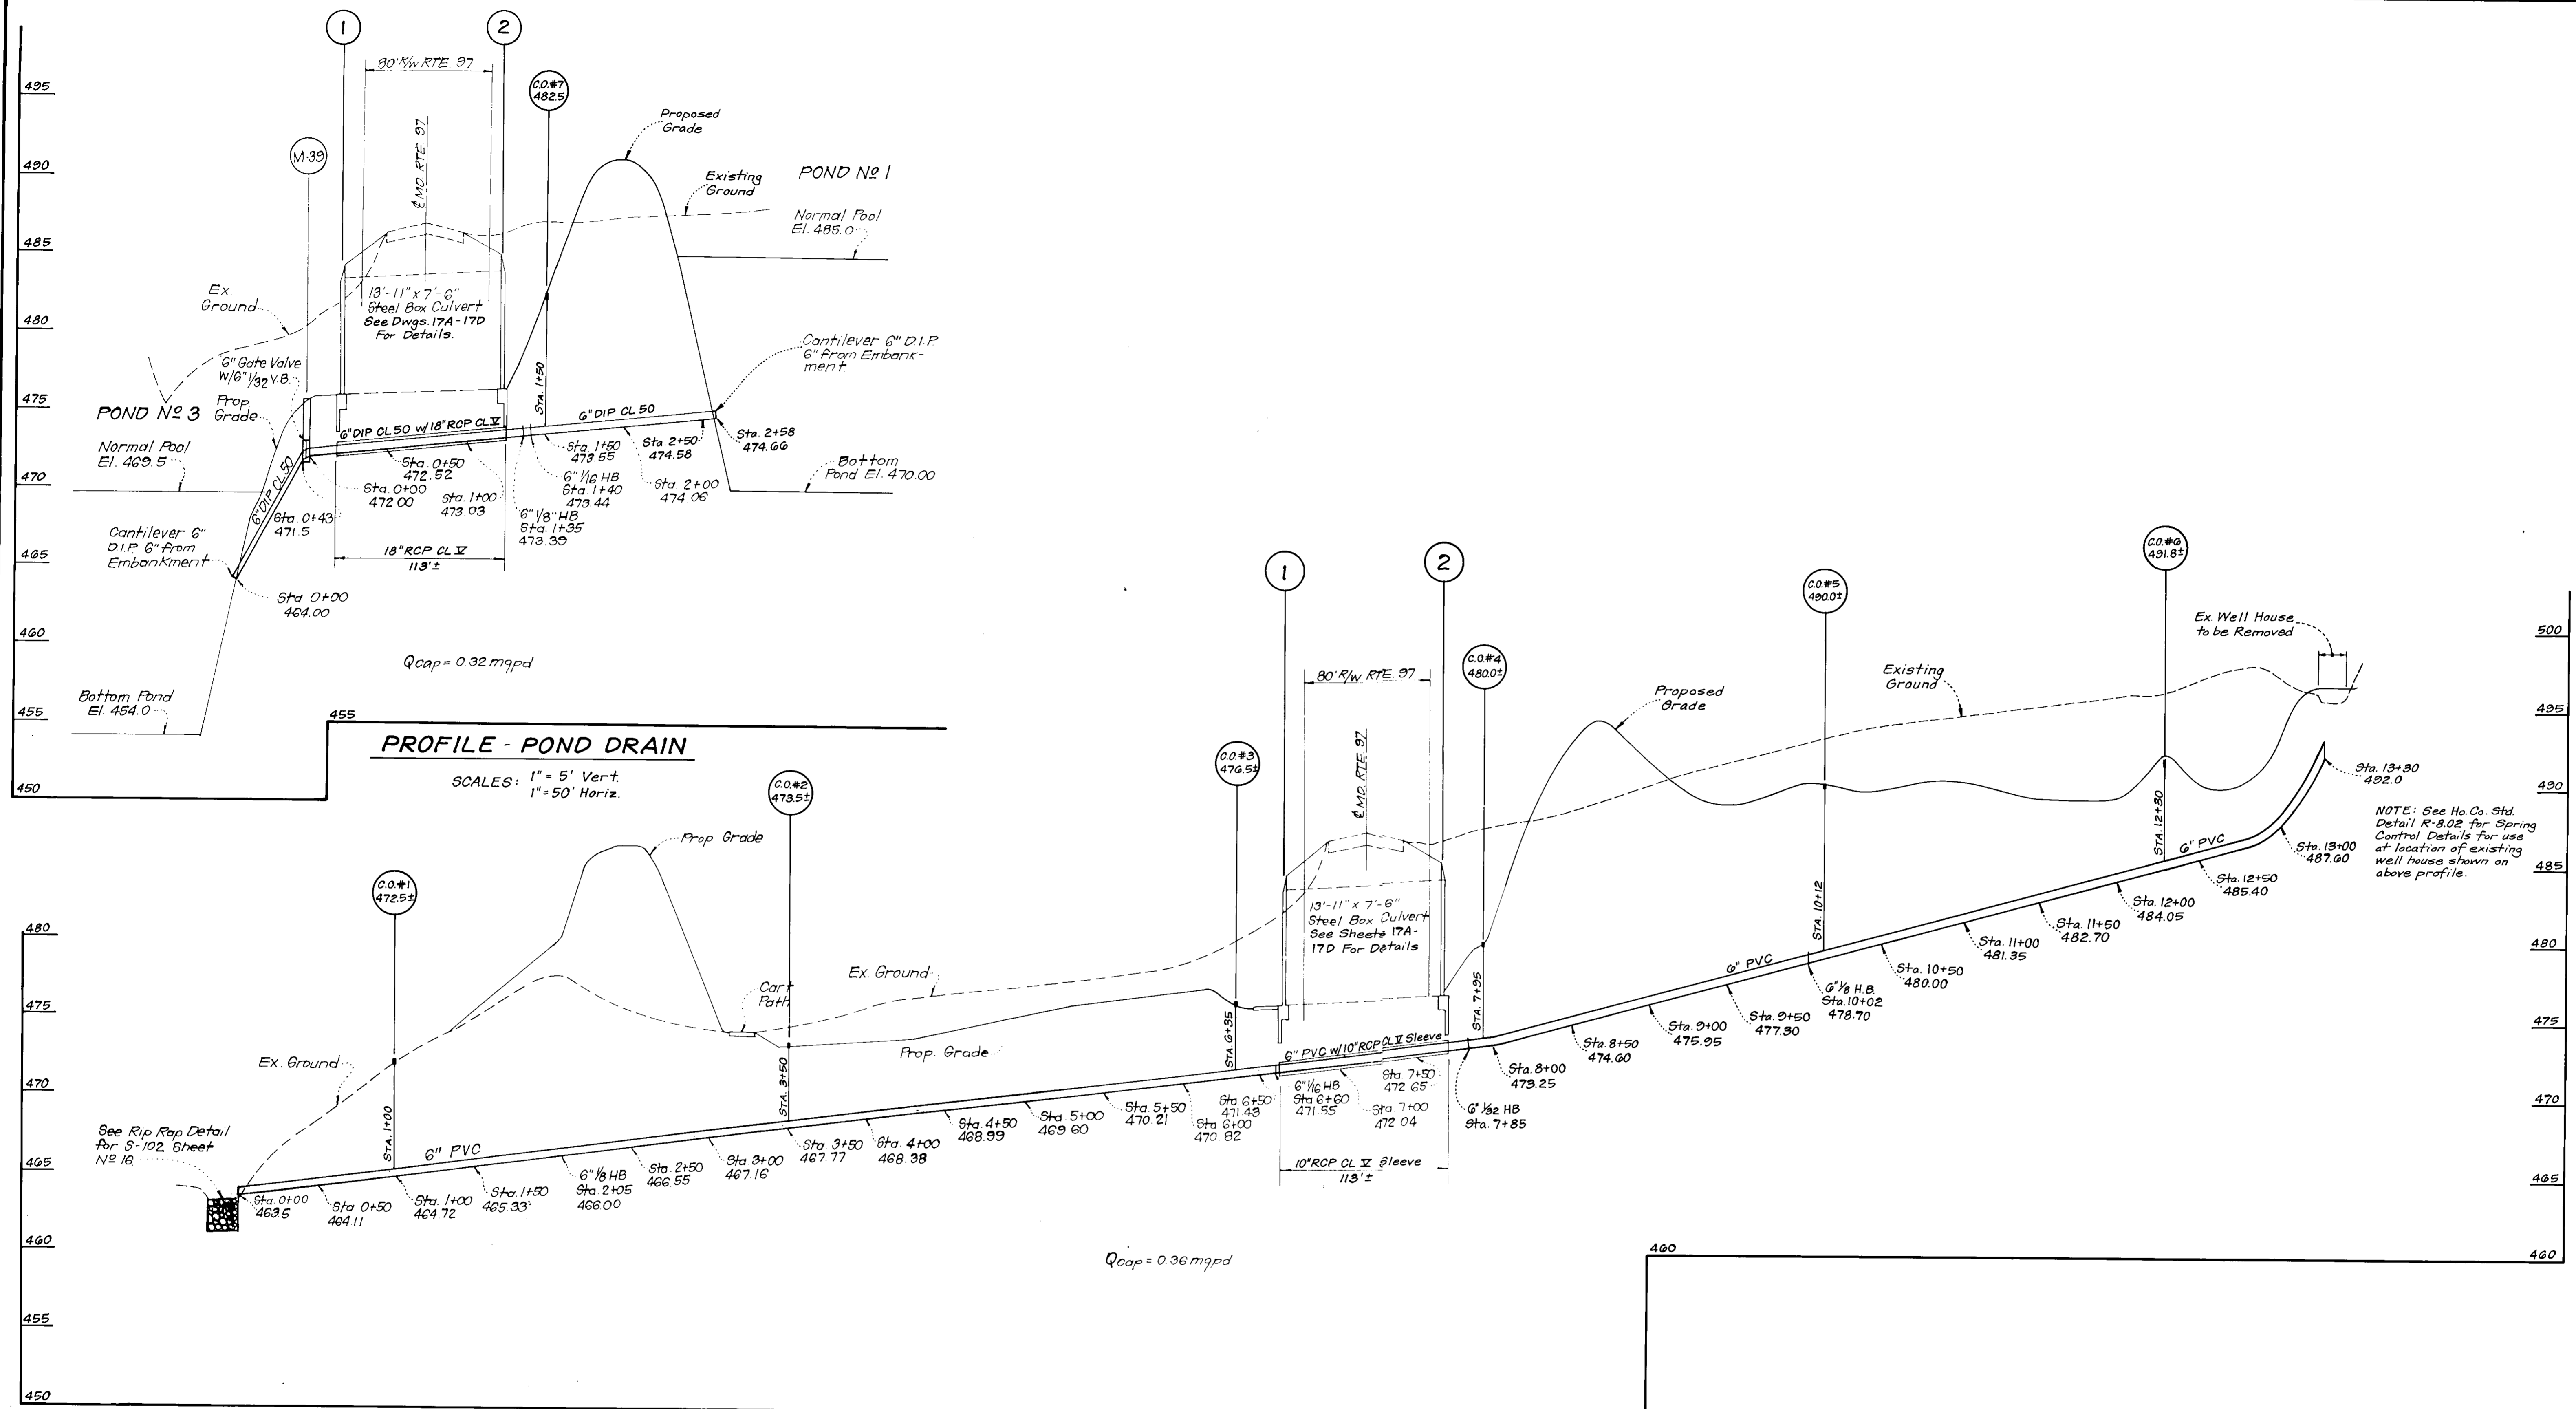 1
2
80' R/W RTE. 97
C.O.#7
482.5
M-39
℄ MD. RTE 97
Proposed
Grade
Existing
Ground
POND Nº 1
Normal Pool
El. 485.0
495
490
485
480
475
470
465
460
455
450
Ex.
Ground
13'-11" x 7'-6"
Steel Box Culvert
See Dwgs. 17A-17D
For Details.
6" Gate Valve
W/6" 1/32 V.B.
POND Nº 3
Prop.
Grade
Normal Pool
El. 469.5
STA. 1+50
Cantilever 6" D.I.P.
6" from Embank-
ment
6" DIP CL 50 W/18" RCP CL V
6" DIP CL 50
6" DIP CL 50
Sta. 0+43
471.5
Sta. 0+00
472.00
Sta. 0+50
472.52
Sta. 1+00
473.03
6" 1/8" HB
Sta. 1+35
473.39
6" 1/16 HB
Sta 1+40
473.44
Sta. 1+50
473.55
Sta. 2+00
474.06
Sta. 2+50
474.58
Sta. 2+58
474.66
Bottom
Pond El. 470.00
Cantilever 6"
D.I.P. 6" from
Embankment
18" RCP CL V
113'±
Sta 0+00
464.00
Qcap = 0.32 mgpd
Bottom Pond
El. 454.0
455
PROFILE - POND DRAIN
SCALES: 1" = 5' Vert.
1" = 50' Horiz.
C.O.#1
472.5±
C.O.#2
473.5±
C.O.#3
476.5±
1
2
C.O.#4
480.0±
C.O.#5
490.0±
C.O.#6
491.8±
80' R/W RTE. 97
℄ MD. RTE. 97
Proposed
Grade
Existing
Ground
Ex. Well House
to be Removed
500
495
490
485
480
475
470
465
460
Prop Grade
Cart
Path
Ex. Ground
Ex. Ground
Prop. Grade
13'-11" x 7'-6"
Steel Box Culvert
See Sheets 17A-
17D For Details
NOTE: See Ho. Co. Std.
Detail R-8.02 for Spring
Control Details for use
at location of existing
well house shown on
above profile.
480
475
470
465
460
455
450
See Rip Rap Detail
for S-102 Sheet
Nº 16
STA. 1+00
STA. 3+50
STA. 6+35
STA. 7+95
STA. 10+12
STA. 12+30
6" PVC
6" PVC W/10" RCP CL V Sleeve
6" PVC
6" PVC
Sta. 0+00
463.5
Sta 0+50
464.11
Sta. 1+00
464.72
Sta. 1+50
465.33
6" 1/8 HB
Sta. 2+05
466.00
Sta. 2+50
466.55
Sta 3+00
467.16
Sta. 3+50
467.77
Sta. 4+00
468.38
Sta. 4+50
468.99
Sta. 5+00
469.60
Sta. 5+50
470.21
Sta 6+00
470.82
Sta. 6+50
471.43
6" 1/16 HB
Sta 6+60
471.55
Sta. 7+00
472.04
Sta 7+50
472.65
6" 1/32 HB
Sta. 7+85
Sta. 8+00
473.25
Sta. 8+50
474.60
Sta. 9+00
475.95
Sta. 9+50
477.30
6" 1/8 H.B.
Sta. 10+02
478.70
Sta. 10+50
480.00
Sta. 11+00
481.35
Sta. 11+50
482.70
Sta. 12+00
484.05
Sta. 12+50
485.40
Sta. 13+00
487.60
Sta. 13+30
492.0
10" RCP CL V Sleeve
113'±
Qcap = 0.36 mgpd
460